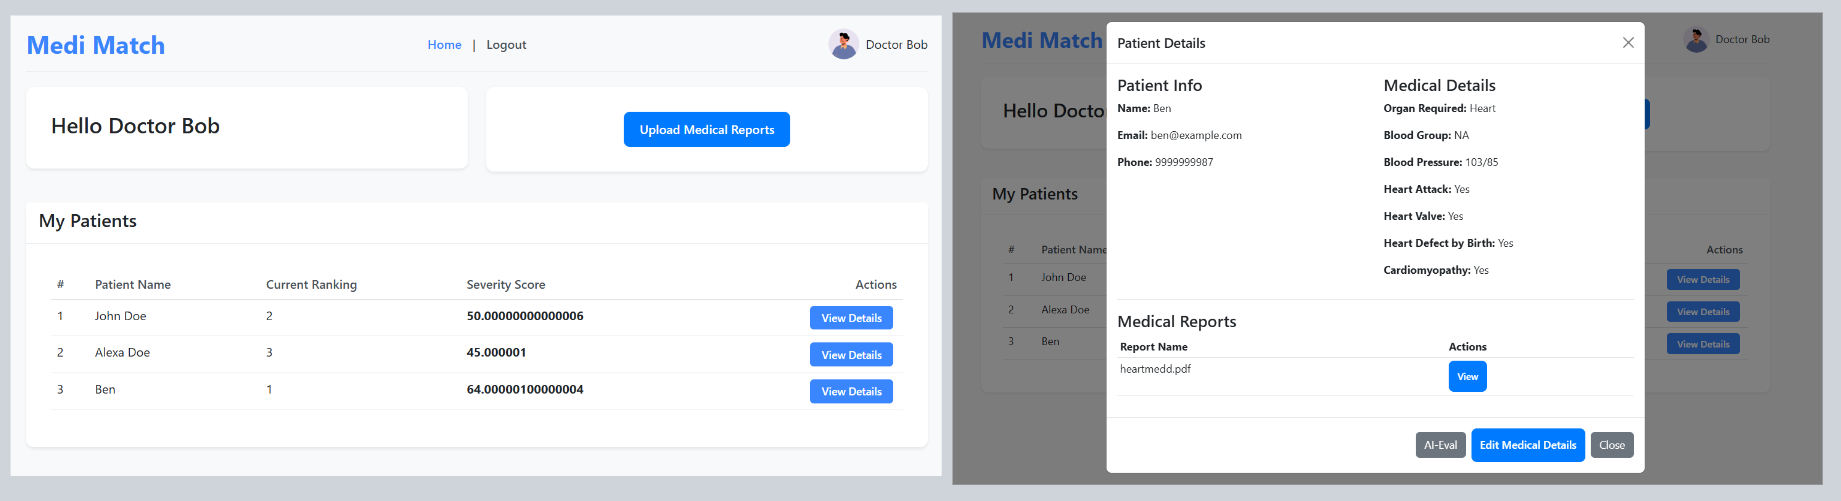 Medi Match
Home | Logout
Doctor Bob
Hello Doctor Bob
Upload Medical Reports
My Patients
# Patient Name Current Ranking Severity Score Actions
1 John Doe 2 50.00000000000006 View Details
2 Alexa Doe 3 45.000001 View Details
3 Ben 1 64.00000100000004 View Details
Medi Match
Doctor Bob
Hello Docto
My Patients
# Patient Name Actions
1 John Doe View Details
2 Alexa Doe View Details
3 Ben View Details
Patient Details
Patient Info
Name: Ben
Email: ben@example.com
Phone: 9999999987
Medical Details
Organ Required: Heart
Blood Group: NA
Blood Pressure: 103/85
Heart Attack: Yes
Heart Valve: Yes
Heart Defect by Birth: Yes
Cardiomyopathy: Yes
Medical Reports
Report Name Actions
heartmedd.pdf View
AI-Eval Edit Medical Details Close